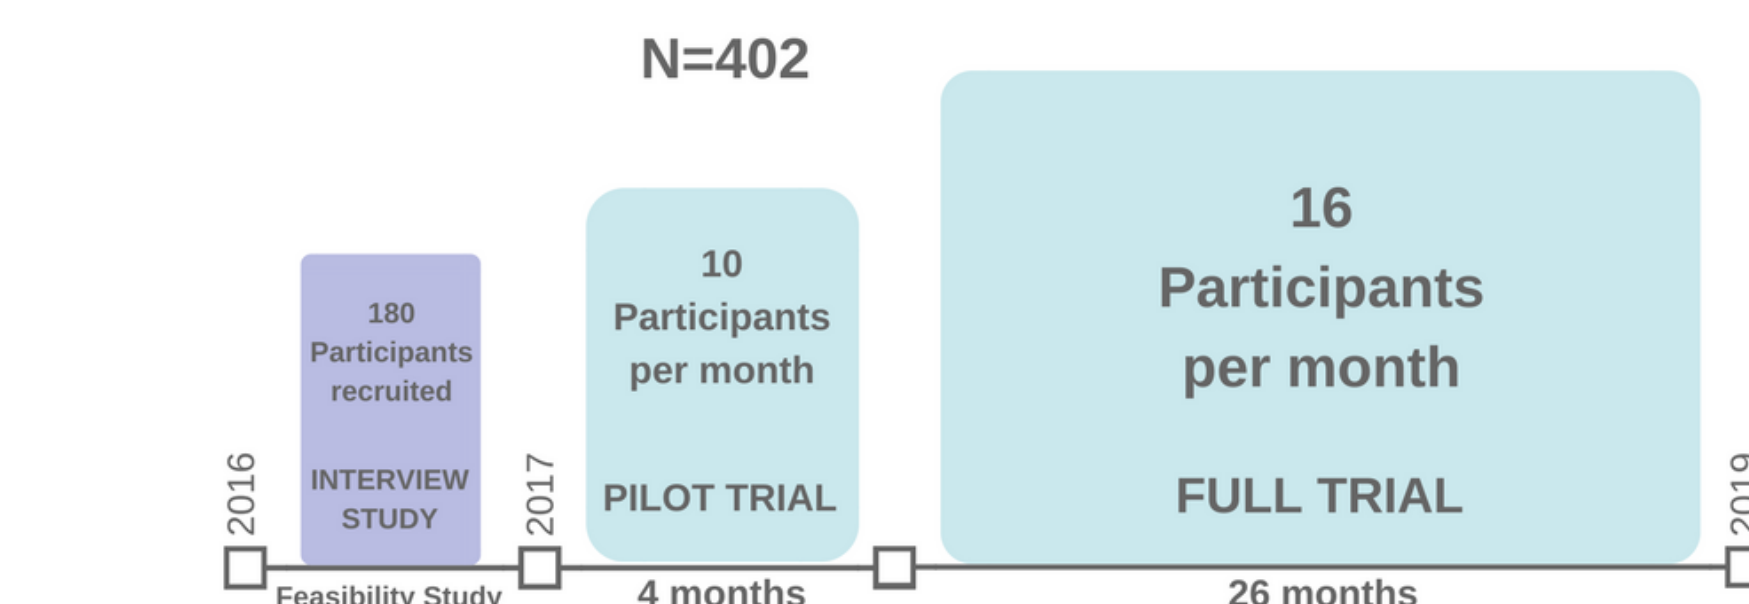 N=402
180
Participants
recruited
INTERVIEW
STUDY
10
Participants
per month
PILOT TRIAL
16
Participants
per month
FULL TRIAL
2016
2017
2019
Feasibility Study
4 months
26 months